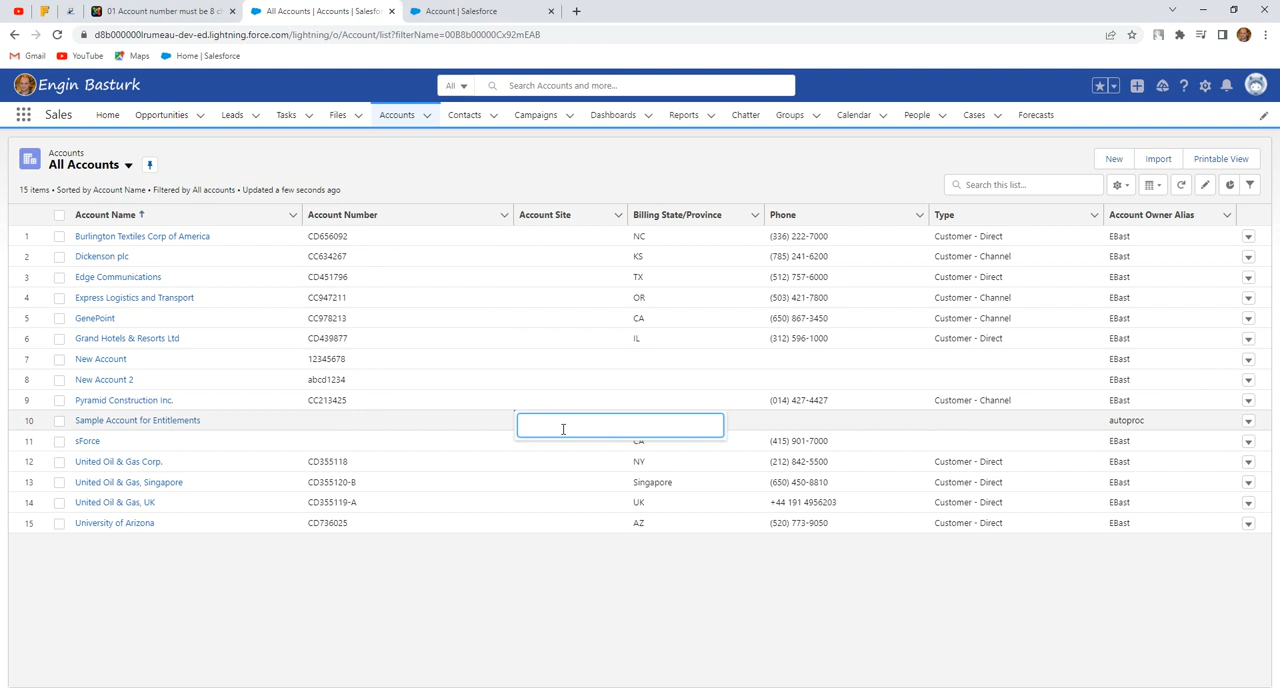 01 Account number must be 8 c
All Accounts | Accounts | Salesfo
Account | Salesforce
d8b000000lrumeau-dev-ed.lightning.force.com/lightning/o/Account/list?filterName=00B8b00000Cx92mEAB
Gmail YouTube Maps Home | Salesforce
Engin Basturk
All Search Accounts and more...
Sales Home Opportunities Leads Tasks Files Accounts Contacts Campaigns Dashboards Reports Chatter Groups Calendar People Cases Forecasts
Accounts
All Accounts
New Import Printable View
15 items • Sorted by Account Name • Filtered by All accounts • Updated a few seconds ago
Search this list...
Account Name Account Number Account Site Billing State/Province Phone Type Account Owner Alias
1 Burlington Textiles Corp of America CD656092 NC (336) 222-7000 Customer - Direct EBast
2 Dickenson plc CC634267 KS (785) 241-6200 Customer - Channel EBast
3 Edge Communications CD451796 TX (512) 757-6000 Customer - Direct EBast
4 Express Logistics and Transport CC947211 OR (503) 421-7800 Customer - Channel EBast
5 GenePoint CC978213 CA (650) 867-3450 Customer - Channel EBast
6 Grand Hotels & Resorts Ltd CD439877 IL (312) 596-1000 Customer - Direct EBast
7 New Account 12345678 EBast
8 New Account 2 abcd1234 EBast
9 Pyramid Construction Inc. CC213425 (014) 427-4427 Customer - Channel EBast
10 Sample Account for Entitlements autoproc
11 sForce CA (415) 901-7000 EBast
12 United Oil & Gas Corp. CD355118 NY (212) 842-5500 Customer - Direct EBast
13 United Oil & Gas, Singapore CD355120-B Singapore (650) 450-8810 Customer - Direct EBast
14 United Oil & Gas, UK CD355119-A UK +44 191 4956203 Customer - Direct EBast
15 University of Arizona CD736025 AZ (520) 773-9050 Customer - Direct EBast